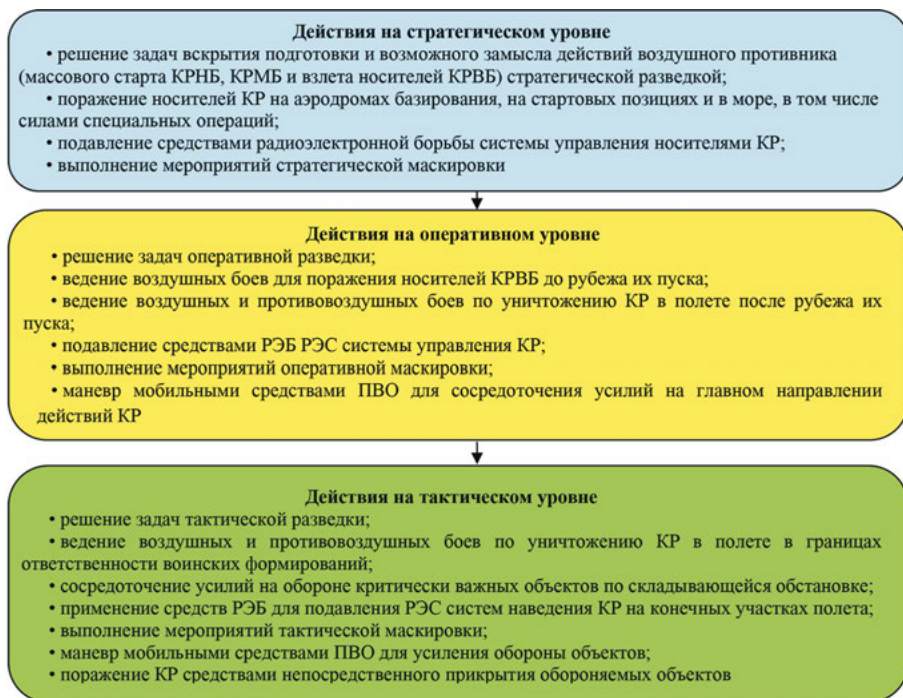 Действия на стратегическом уровне
• решение задач вскрытия подготовки и возможного замысла действий воздушного противника
(массового старта КРНБ, КРМБ и взлета носителей КРВБ) стратегической разведкой;
• поражение носителей КР на аэродромах базирования, на стартовых позициях и в море, в том числе
силами специальных операций;
• подавление средствами радиоэлектронной борьбы системы управления носителями КР;
• выполнение мероприятий стратегической маскировки
Действия на оперативном уровне
• решение задач оперативной разведки;
• ведение воздушных боев для поражения носителей КРВБ до рубежа их пуска;
• ведение воздушных и противовоздушных боев по уничтожению КР в полете после рубежа их
пуска;
• подавление средствами РЭБ РЭС системы управления КР;
• выполнение мероприятий оперативной маскировки;
• маневр мобильными средствами ПВО для сосредоточения усилий на главном направлении
действий КР
Действия на тактическом уровне
• решение задач тактической разведки;
• ведение воздушных и противовоздушных боев по уничтожению КР в полете в границах
ответственности воинских формирований;
• сосредоточение усилий на обороне критически важных объектов по складывающейся обстановке;
• применение средств РЭБ для подавления РЭС систем наведения КР на конечных участках полета;
• выполнение мероприятий тактической маскировки;
• маневр мобильными средствами ПВО для усиления обороны объектов;
• поражение КР средствами непосредственного прикрытия обороняемых объектов